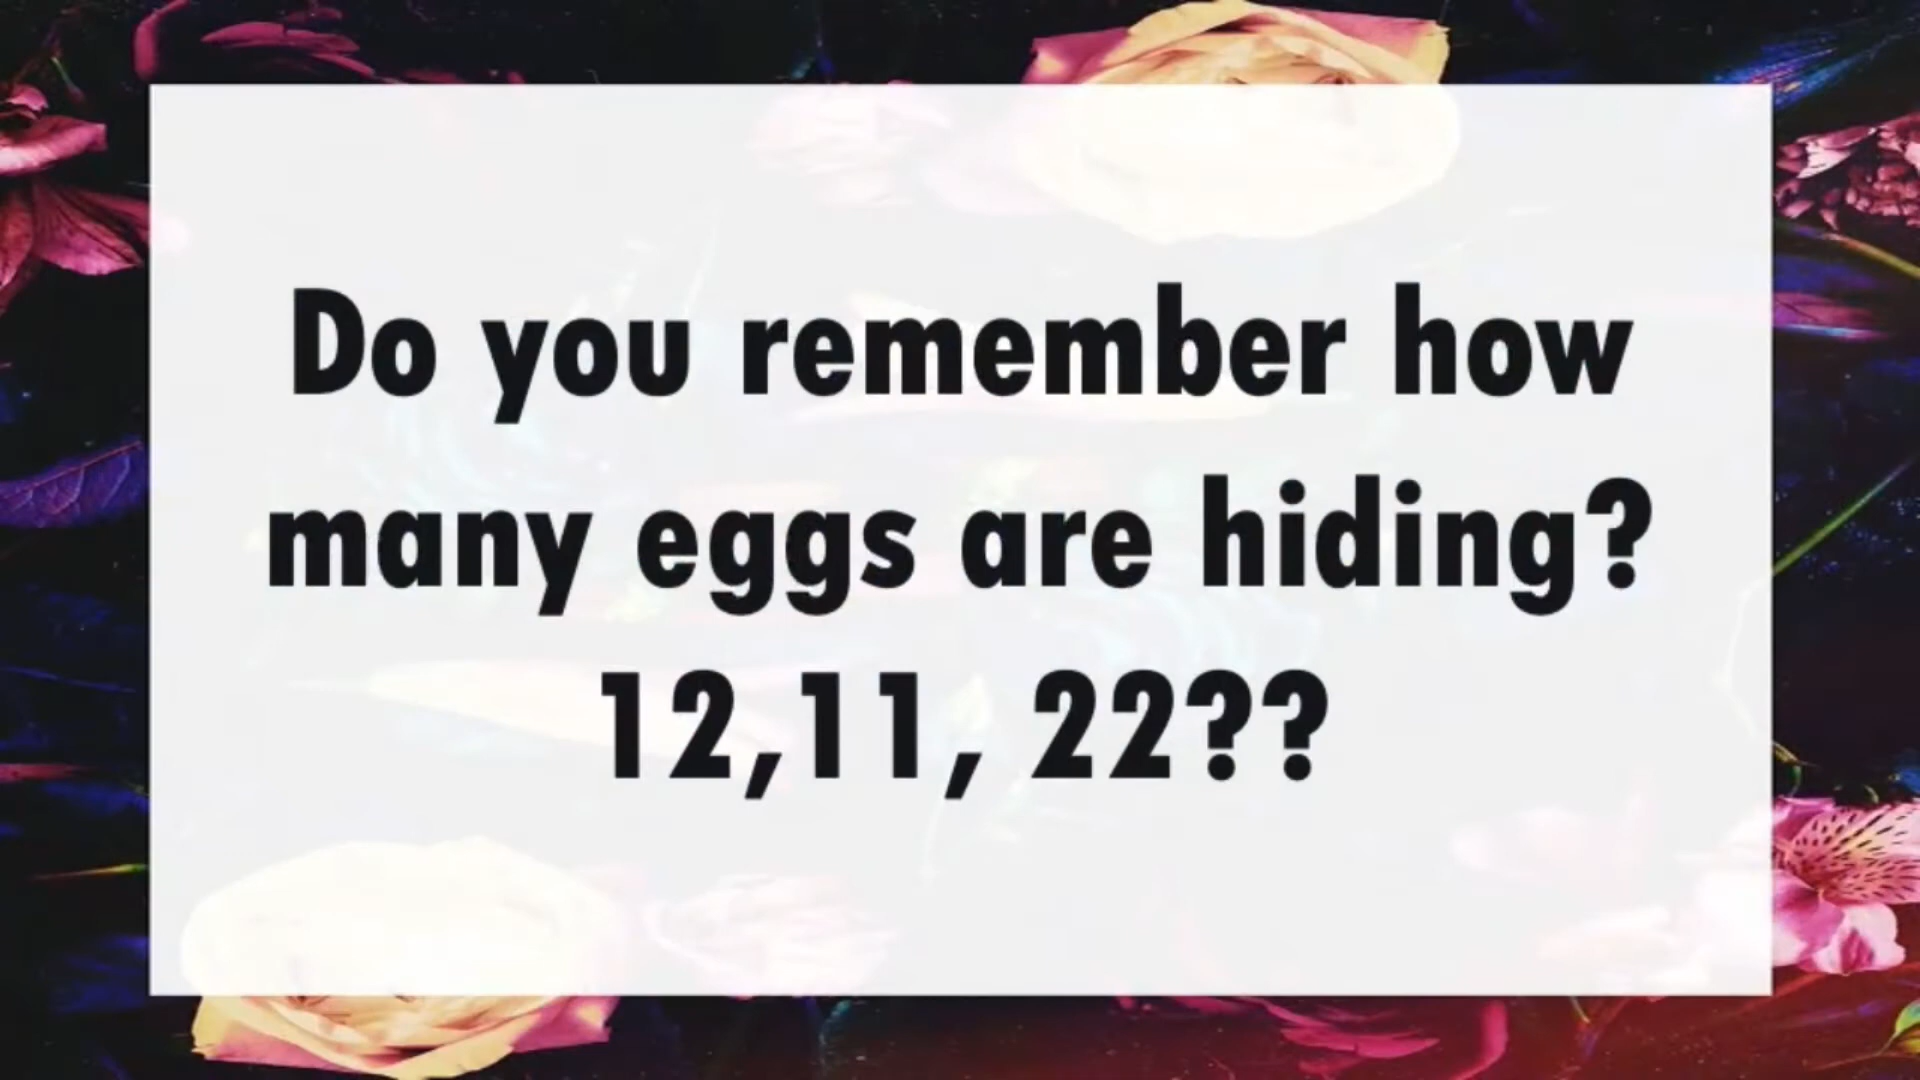 Do you remember how
many eggs are hiding?
12,11, 22??